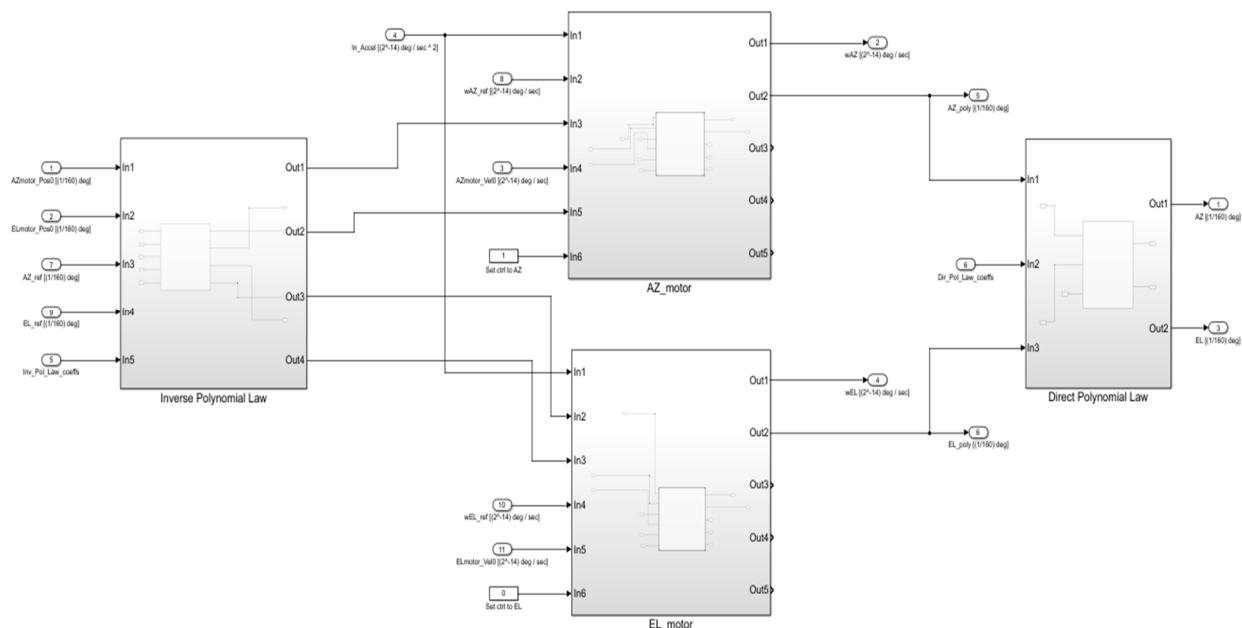 4
In_Accel [(2^-14) deg / sec ^ 2]
8
wAZ_ref [(2^-14) deg / sec]
3
AZmotor_Vel0 [(2^-14) deg / sec]
1
Set ctrl to AZ
In1
In2
In3
In4
In5
In6
Out1
Out2
Out3
Out4
Out5
AZ_motor
2
wAZ [(2^-14) deg / sec]
5
AZ_poly [(1/160) deg]
1
AZmotor_Pos0 [(1/160) deg]
2
ELmotor_Pos0 [(1/160) deg]
7
AZ_ref [(1/160) deg]
9
EL_ref [(1/160) deg]
5
Inv_Pol_Law_coeffs
In1
In2
In3
In4
In5
Out1
Out2
Out3
Out4
Inverse Polynomial Law
10
wEL_ref [(2^-14) deg / sec]
11
ELmotor_Vel0 [(2^-14) deg / sec]
0
Set ctrl to EL
In1
In2
In3
In4
In5
In6
Out1
Out2
Out3
Out4
Out5
EL_motor
4
wEL [(2^-14) deg / sec]
6
EL_poly [(1/160) deg]
6
Dir_Pol_Law_coeffs
In1
In2
In3
Out1
Out2
Direct Polynomial Law
1
AZ [(1/160) deg]
3
EL [(1/160) deg]